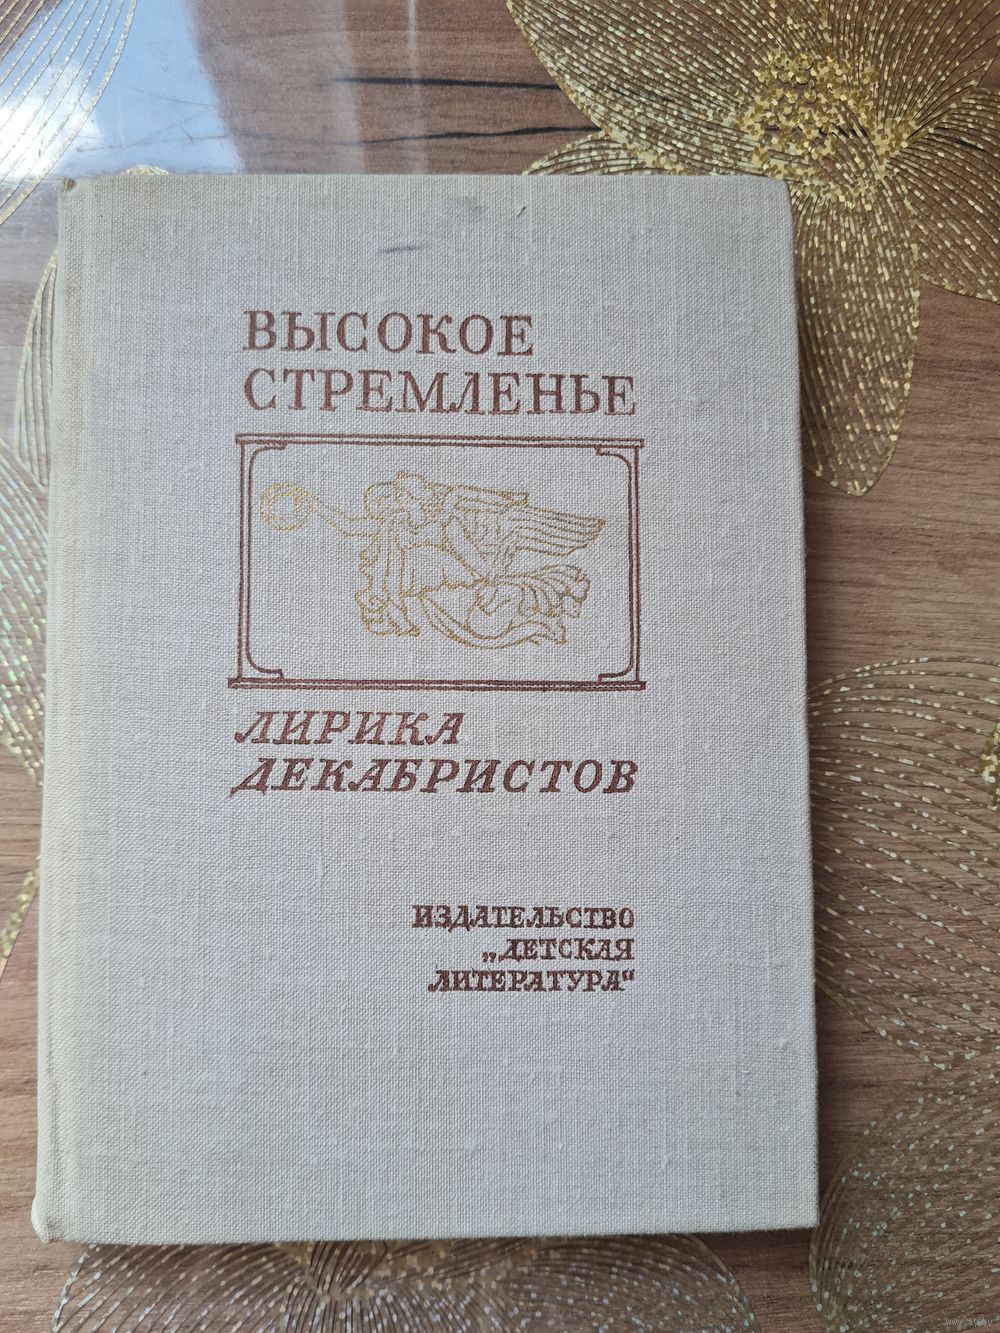 ВЫСОКОЕ
СТРЕМЛЕНЬЕ
ЛИРИКА
ДЕКАБРИСТОВ
ИЗДАТЕЛЬСТВО
„ДЕТСКАЯ
ЛИТЕРАТУРА“